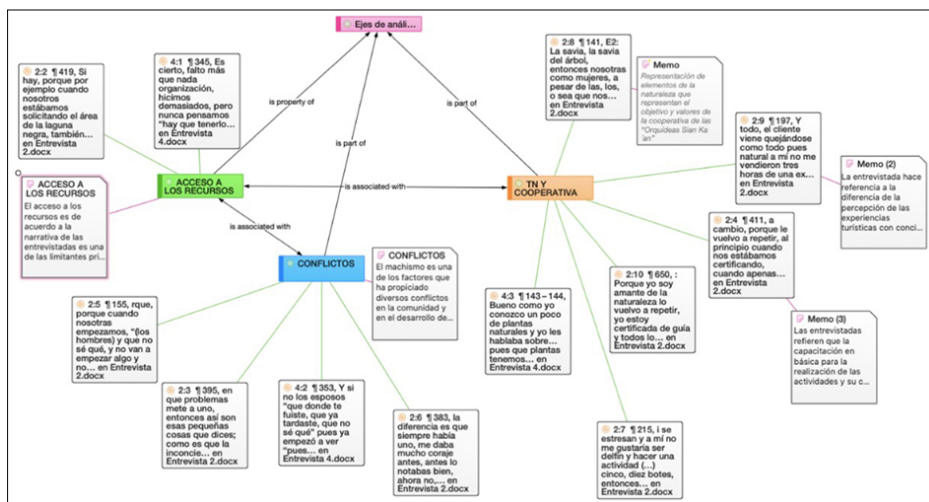 Ejes de análi...
2:2 ¶ 419, Si
hay, porque por
ejemplo cuando
nosotros
estábamos
solicitando el área
de la laguna
negra, también...
en Entrevista
2.docx
4:1 ¶ 345, Es
cierto, falto más
que nada
organización,
hicimos
demasiados, pero
nunca pensamos
"hay que tenerlo...
en Entrevista
4.docx
2:8 ¶ 141, E2:
La savia, la savia
del árbol,
entonces nosotras
como mujeres, a
pesar de las, los,
o sea que nos...
en Entrevista
2.docx
Memo
Representación de
elementos de la
naturaleza que
representan el
objetivo y valores de
la cooperativa de las
"Orquídeas Sian Ka
´an"
2:9 ¶ 197, Y
todo, el cliente
viene quejándose
como todo pues
natural a mí no me
vendieron tres
horas de una ex...
en Entrevista
2.docx
Memo (2)
La entrevistada hace
referencia a la
diferencia de la
percepción de las
experiencias
turísticas con conci...
is property of
is part of
is part of
ACCESO A
LOS RECURSOS
El acceso a los
recursos es de
acuerdo a la
narrativa de las
entrevistadas es una
de las limitantes pri...
ACCESO A
LOS RECURSOS
is associated with
TN Y
COOPERATIVA
is associated with
2:4 ¶ 411, a
cambio, porque le
vuelvo a repetir, al
principio cuando
nos estábamos
certificando,
cuando apenas...
en Entrevista
2.docx
CONFLICTOS
CONFLICTOS
El machismo es una
de los factores que
ha propiciado
diversos conflictos
en la comunidad y
en el desarrollo de...
2:10 ¶ 650, :
Porque yo soy
amante de la
naturaleza lo
vuelvo a repetir,
yo estoy
certificada de guía
y todos lo... en
Entrevista 2.docx
4:3 ¶ 143 – 144,
Bueno como yo
conozco un poco
de plantas
naturales y yo les
hablaba sobre...
pues que plantas
tenemos... en
Entrevista 4.docx
2:5 ¶ 155, rque,
porque cuando
nosotras
empezamos, "(los
hombres) y que no
sé qué, y no van a
empezar algo y
no... en Entrevista
2.docx
Memo (3)
Las entrevistadas
refieren que la
capacitación en
básica para la
realización de las
actividades y su c...
2:3 ¶ 395, en
que problemas
mete a uno,
entonces así son
esas pequeñas
cosas que dices;
como es que la
inconcie... en
Entrevista 2.docx
4:2 ¶ 353, Y si
no los esposos
"que donde te
fuiste, que ya
tardaste, que no
sé qué" pues ya
empezó a ver
"pues... en
Entrevista 4.docx
2:6 ¶ 383, la
diferencia es que
siempre había
uno, me daba
mucho coraje
antes, antes lo
notabas bien,
ahora no,... en
Entrevista 2.docx
2:7 ¶ 215, i se
estresan y a mí no
me gustaría ser
delfín y hacer una
actividad (...)
cinco, diez botes,
entonces... en
Entrevista 2.docx